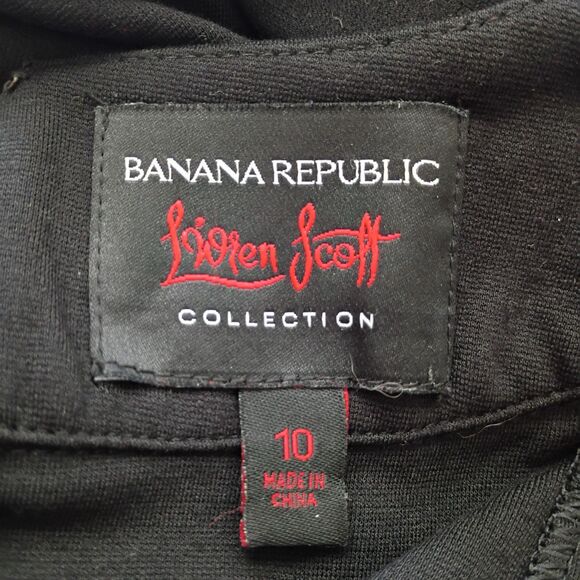 BANANA REPUBLIC
L'Wren Scott
COLLECTION
10
MADE IN
CHINA